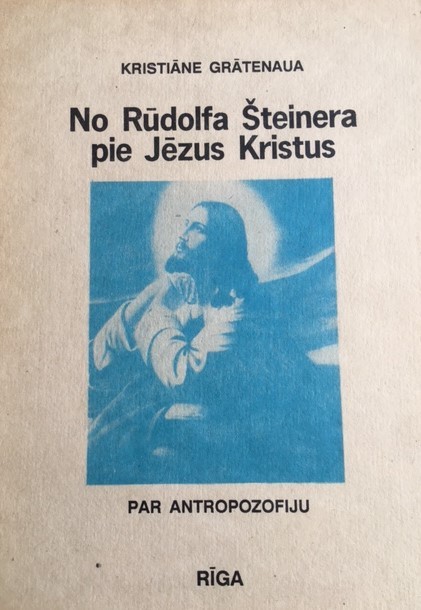 KRISTIĀNE GRĀTENAUA
No Rūdolfa Šteinera
pie Jēzus Kristus
PAR ANTROPOZOFIJU
RĪGA